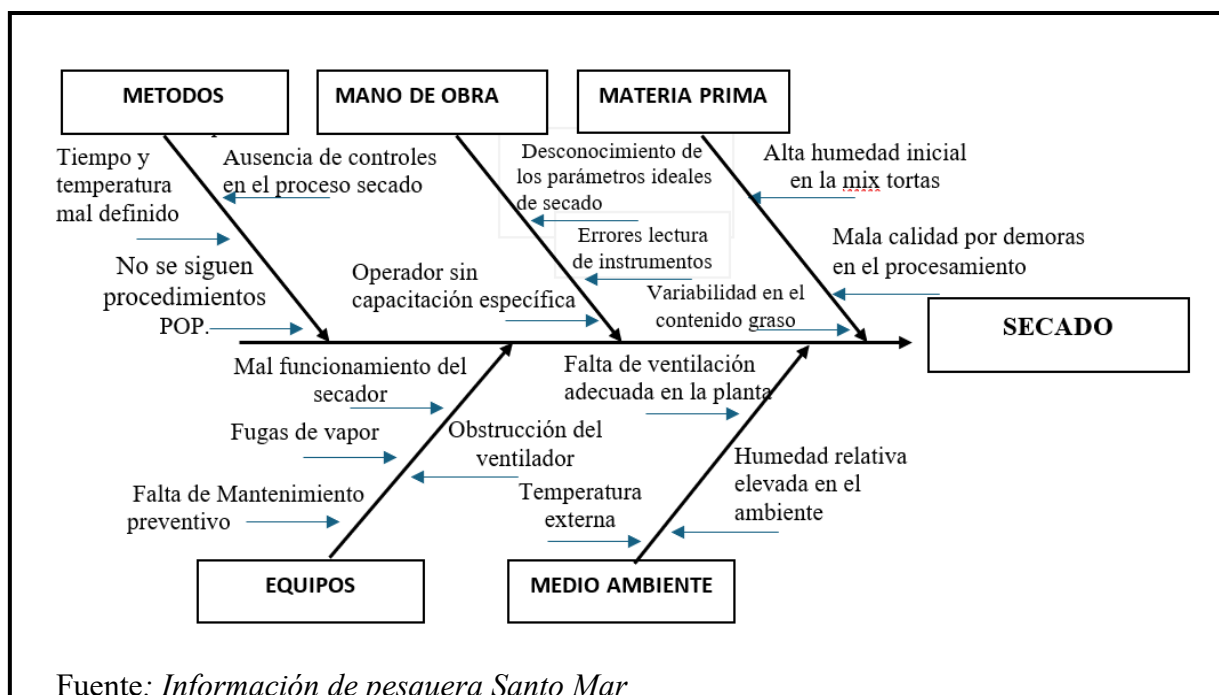 METODOS
MANO DE OBRA
MATERIA PRIMA
Tiempo y
temperatura
mal definido
Ausencia de controles
en el proceso secado
No se siguen
procedimientos
POP.
Desconocimiento de
los parámetros ideales
de secado
Errores lectura
de instrumentos
Operador sin
capacitación específica
Alta humedad inicial
en la mix tortas
Mala calidad por demoras
en el procesamiento
Variabilidad en el
contenido graso
SECADO
Mal funcionamiento del
secador
Fugas de vapor
Obstrucción del
ventilador
Falta de Mantenimiento
preventivo
Falta de ventilación
adecuada en la planta
Humedad relativa
elevada en el
ambiente
Temperatura
externa
EQUIPOS
MEDIO AMBIENTE
Fuente: Información de pesquera Santo Mar